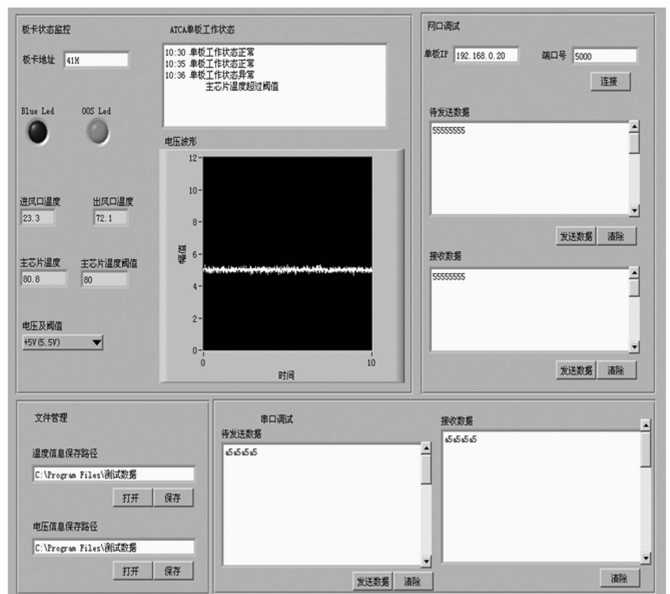 板卡状态监控
板卡地址 41H
Blue Led OOS Led
进风口温度 出风口温度
23.3 72.1
主芯片温度 主芯片温度阈值
80.8 80
电压及阈值
+5V(5.5V)
ATCA单板工作状态
10:30 单板工作状态正常
10:35 单板工作状态正常
10:36 单板工作状态异常
主芯片温度超过阈值
电压波形
12
10
8
6
4
2
0
幅值
0 10
时间
网口调试
单板IP 192.168.0.20 端口号 5000
连接
待发送数据
55555555
发送数据 清除
接收数据
55555555
发送数据 清除
文件管理
温度信息保存路径
C:\Program Files\测试数据
打开 保存
电压信息保存路径
C:\Program Files\测试数据
打开 保存
串口调试
待发送数据
a5a5a5a5
发送数据 清除
接收数据
a5a5a5a5
清除